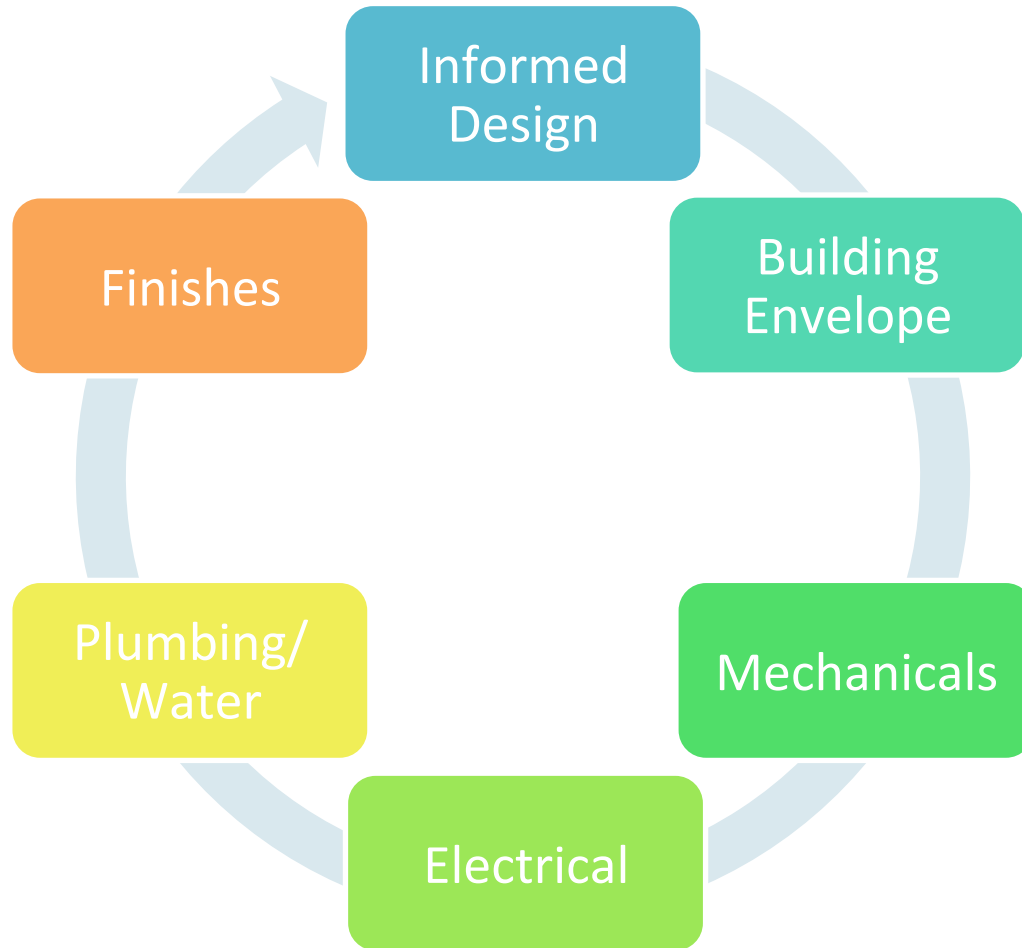 Informed
Design
Building
Envelope
Mechanicals
Electrical
Plumbing/
Water
Finishes